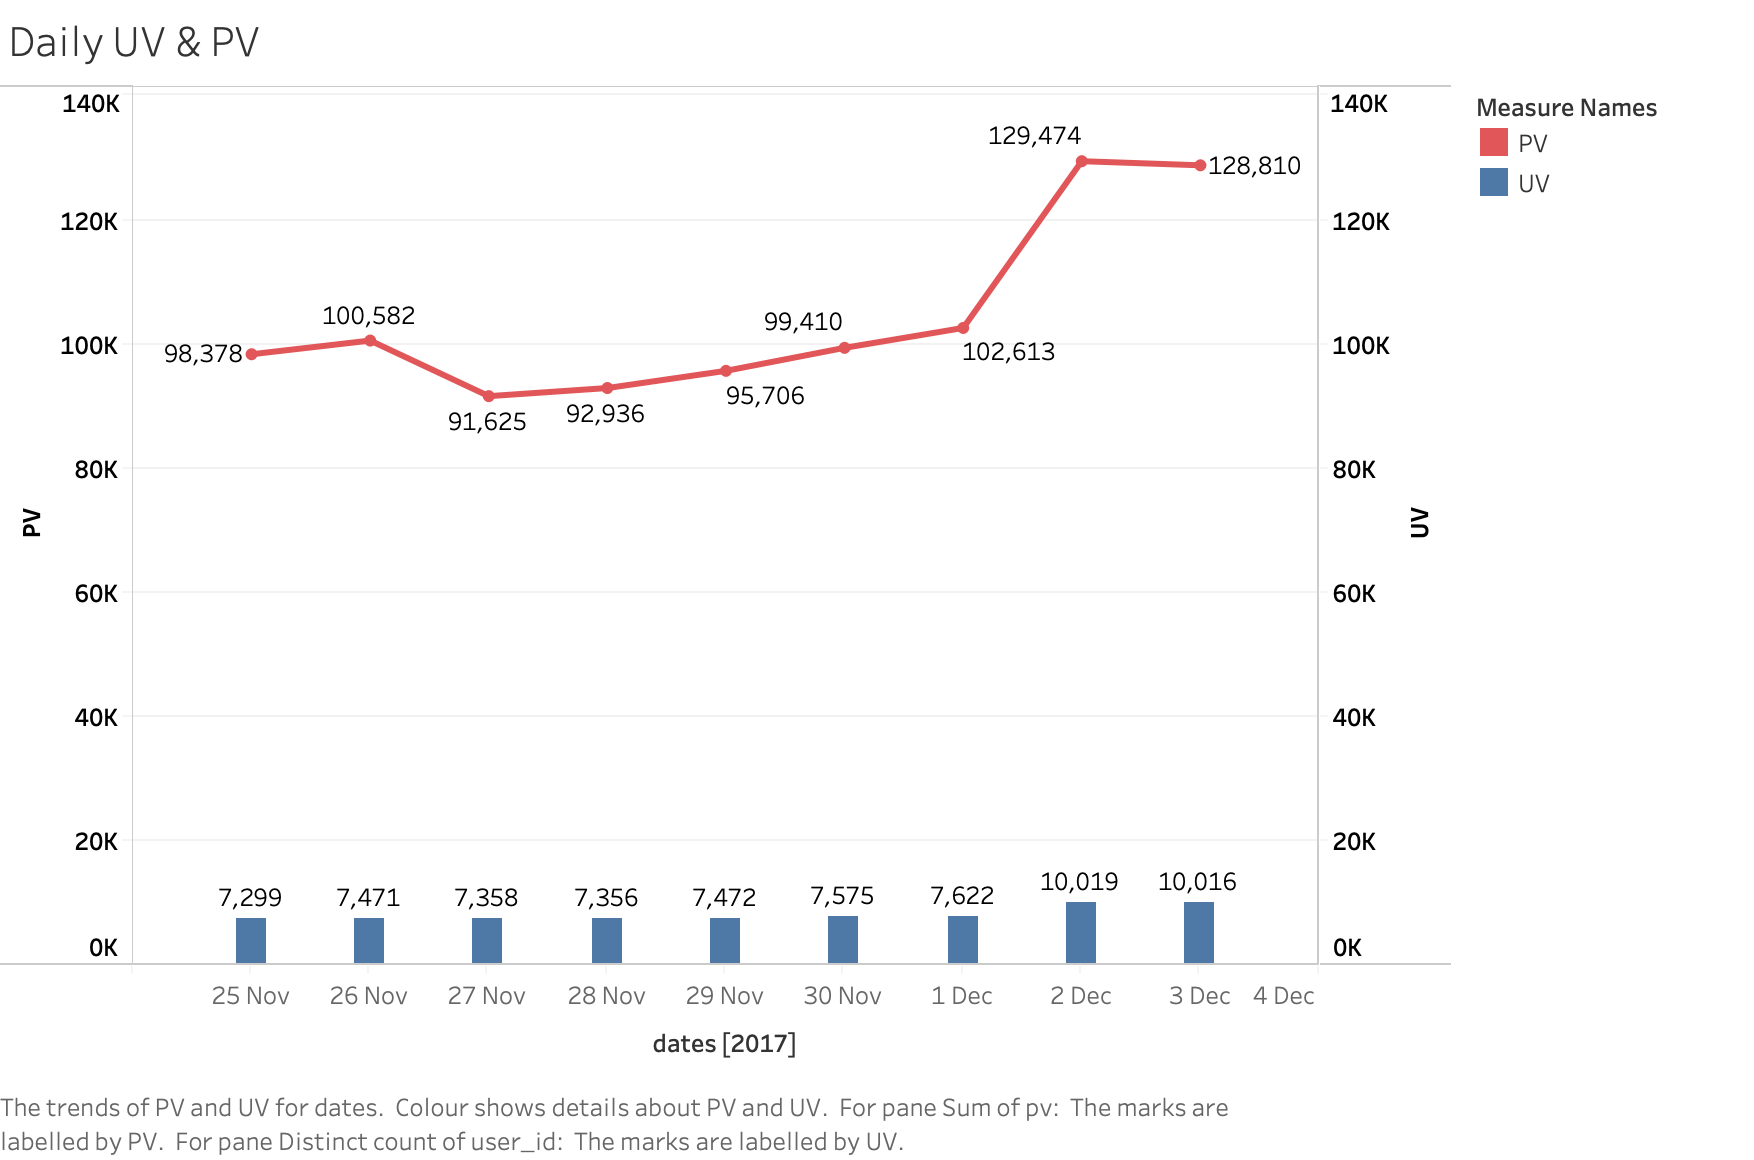 Daily UV & PV
140K
120K
100K
80K
60K
40K
20K
0K
PV
98,378
100,582
91,625
92,936
95,706
99,410
102,613
129,474
128,810
7,299
7,471
7,358
7,356
7,472
7,575
7,622
10,019
10,016
140K
120K
100K
80K
60K
40K
20K
0K
UV
25 Nov 26 Nov 27 Nov 28 Nov 29 Nov 30 Nov 1 Dec 2 Dec 3 Dec 4 Dec
dates [2017]
Measure Names
PV
UV
The trends of PV and UV for dates.  Colour shows details about PV and UV.  For pane Sum of pv:  The marks are
labelled by PV.  For pane Distinct count of user_id:  The marks are labelled by UV.